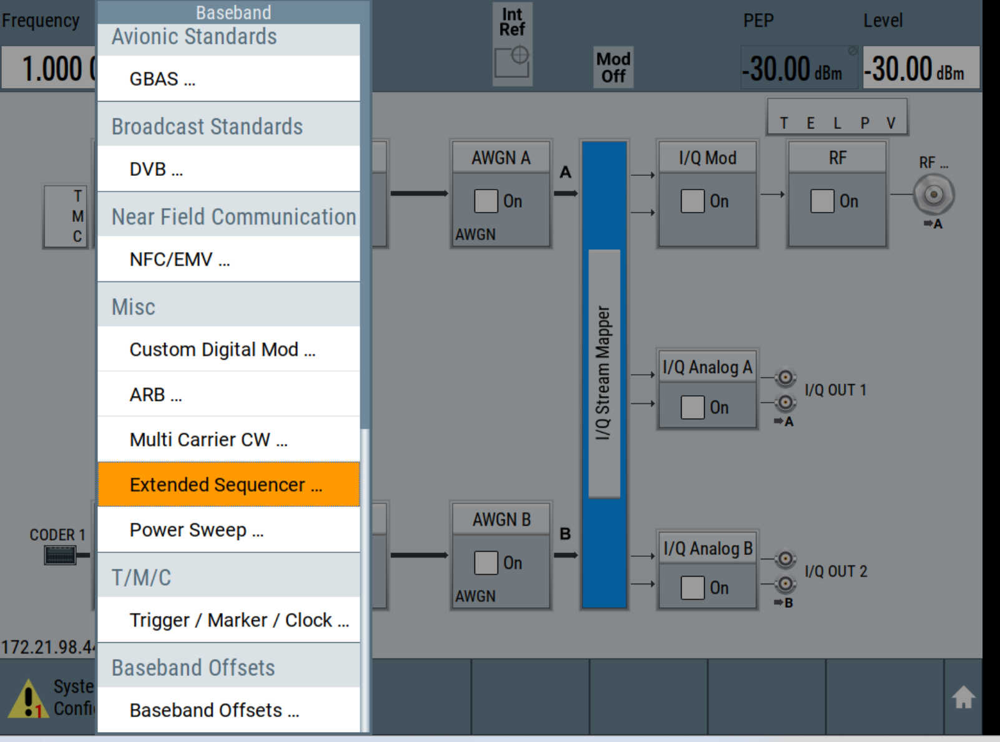 Frequency
Baseband
Int
Ref
PEP
Level
1.000
Mod
Off
-30.00 dBm
-30.00 dBm
Avionic Standards
GBAS ...
Broadcast Standards
DVB ...
Near Field Communication
NFC/EMV ...
Misc
Custom Digital Mod ...
ARB ...
Multi Carrier CW ...
Extended Sequencer ...
Power Sweep ...
T/M/C
Trigger / Marker / Clock ...
Baseband Offsets
Baseband Offsets ...
T E L P V
T
M
C
AWGN A
On
AWGN
A
I/Q Mod
On
RF
On
RF ...
A
I/Q Stream Mapper
I/Q Analog A
On
I/Q OUT 1
A
CODER 1
AWGN B
On
AWGN
B
I/Q Analog B
On
I/Q OUT 2
B
172.21.98.4
1
Syste
Confi